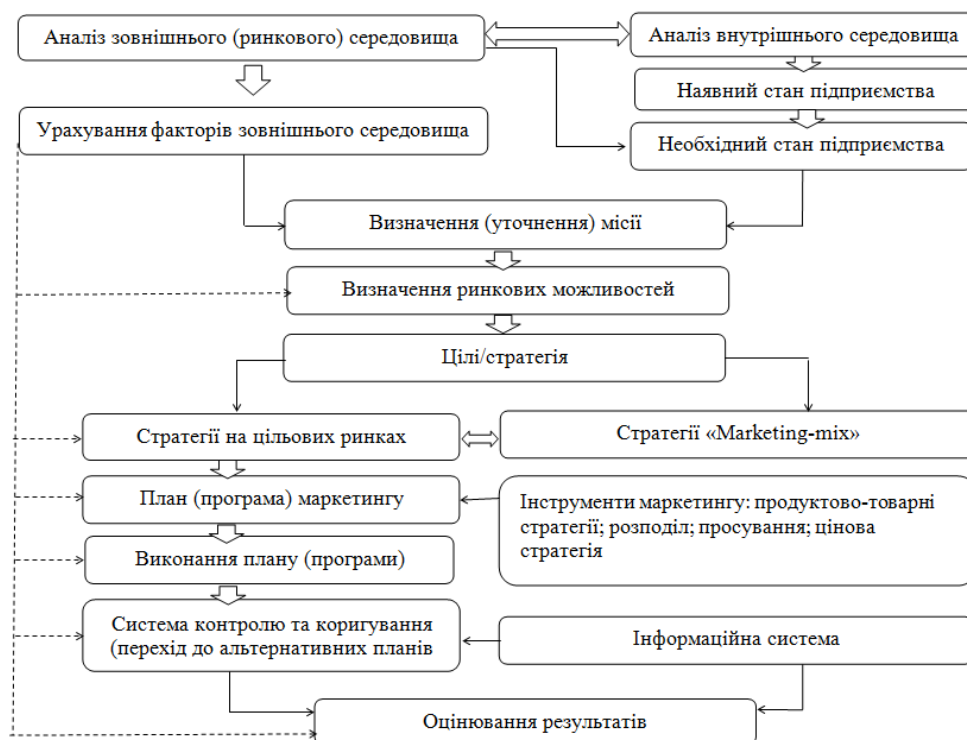 Аналіз зовнішнього (ринкового) середовища
Аналіз внутрішнього середовища
Наявний стан підприємства
Урахування факторів зовнішнього середовища
Необхідний стан підприємства
Визначення (уточнення) місії
Визначення ринкових можливостей
Цілі/стратегія
Стратегії на цільових ринках
Стратегії «Marketing-mix»
План (програма) маркетингу
Інструменти маркетингу: продуктово-товарні
стратегії; розподіл; просування; цінова
стратегія
Виконання плану (програми)
Система контролю та коригування
(перехід до альтернативних планів
Інформаційна система
Оцінювання результатів